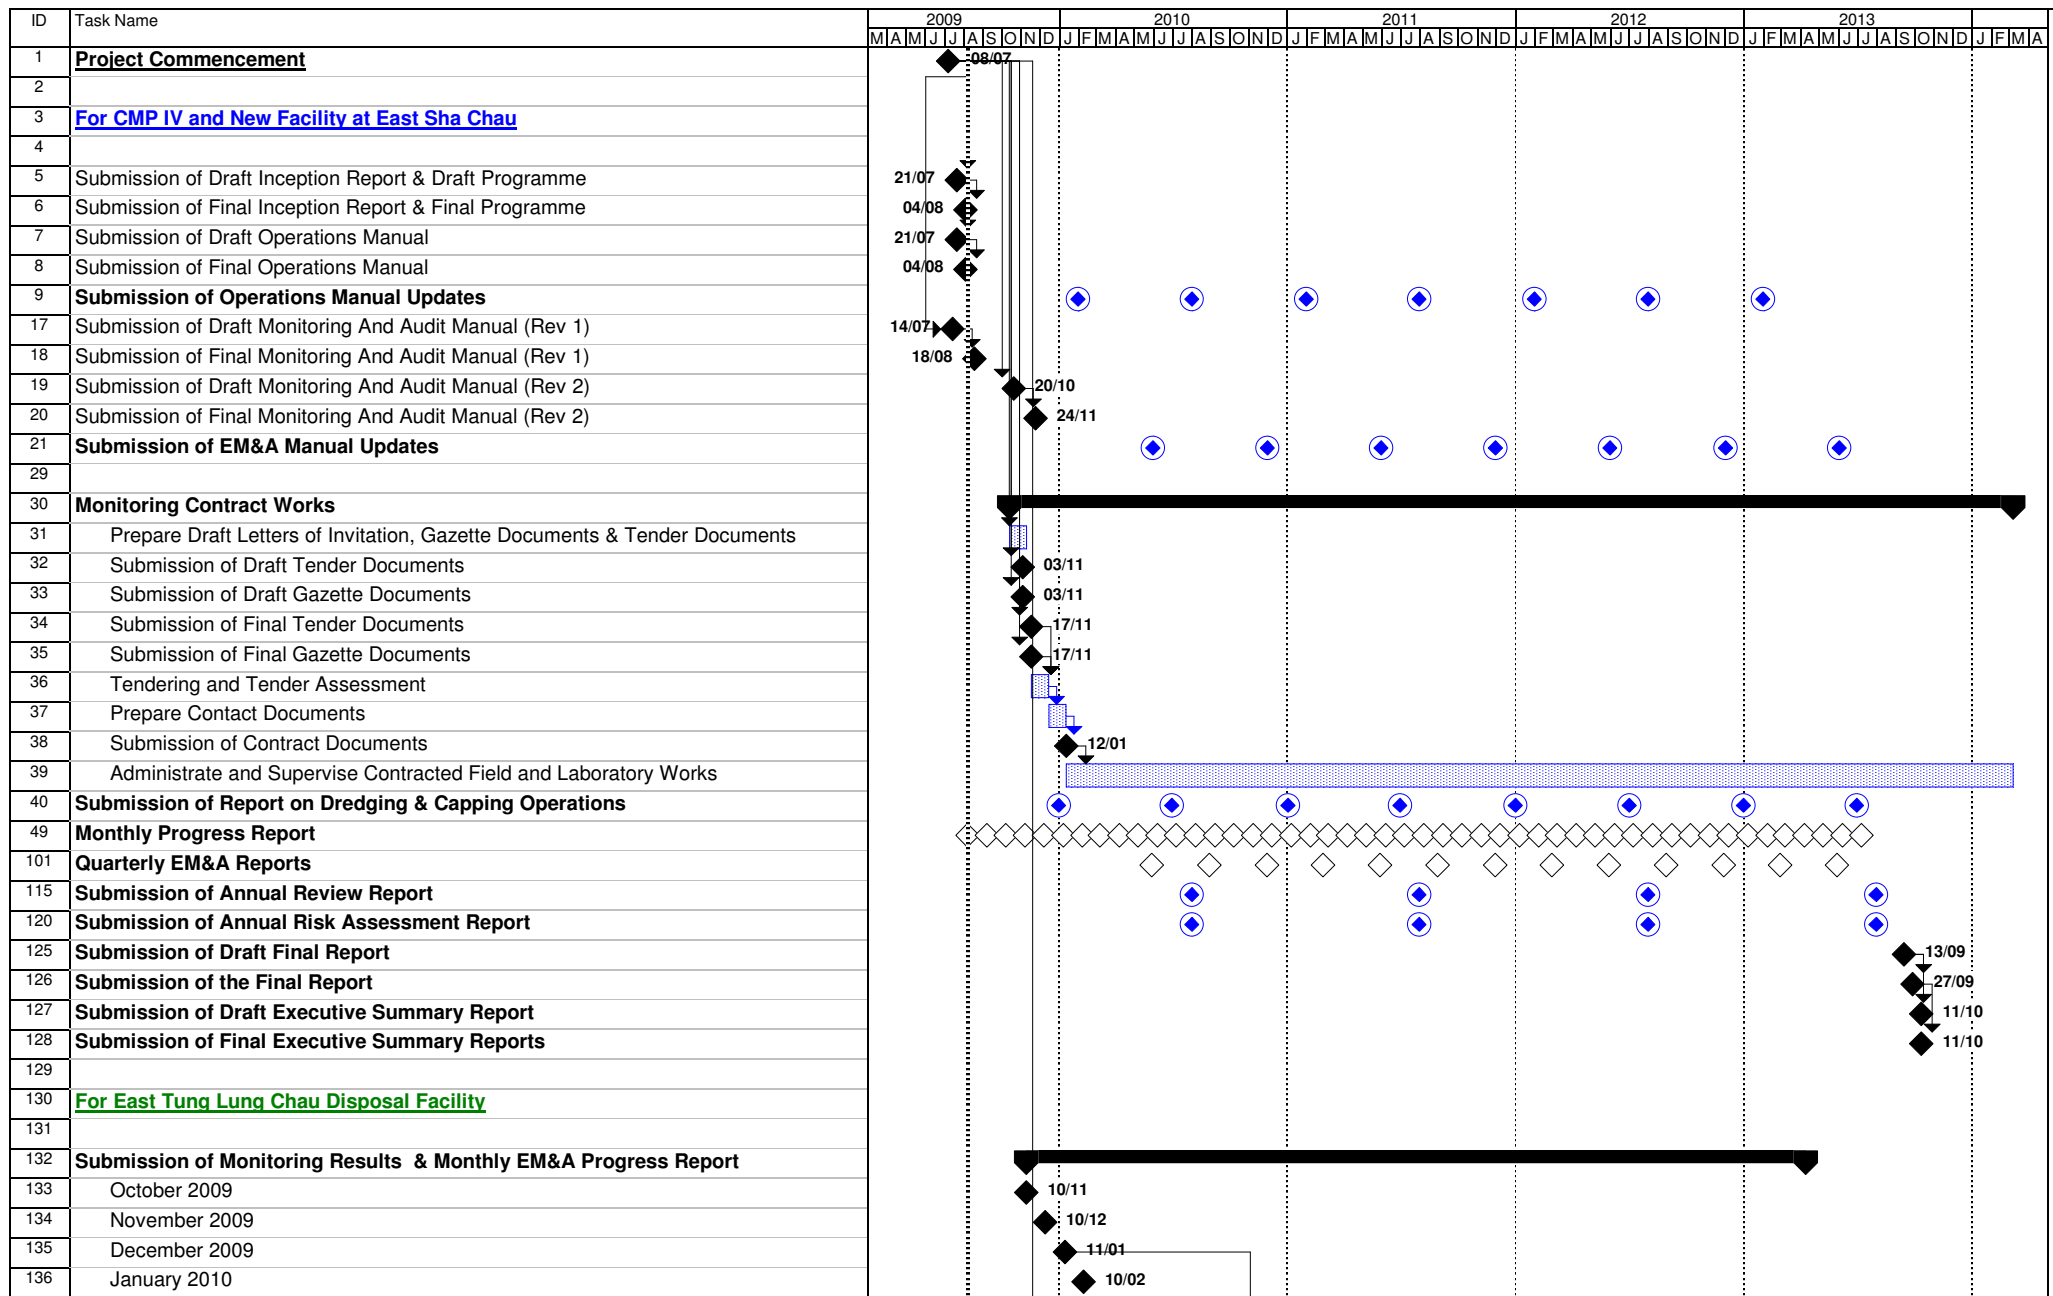 ID Task Name 2009 2010 2011 2012 2013
M A M J J A S O N D J F M A M J J A S O N D J F M A M J J A S O N D J F M A M J J A S O N D J F M A M J J A S O N D J F M A
1 Project Commencement 08/07
2
3 For CMP IV and New Facility at East Sha Chau
4
5 Submission of Draft Inception Report & Draft Programme 21/07
6 Submission of Final Inception Report & Final Programme 04/08
7 Submission of Draft Operations Manual 21/07
8 Submission of Final Operations Manual 04/08
9 Submission of Operations Manual Updates
17 Submission of Draft Monitoring And Audit Manual (Rev 1) 14/07
18 Submission of Final Monitoring And Audit Manual (Rev 1) 18/08
19 Submission of Draft Monitoring And Audit Manual (Rev 2) 20/10
20 Submission of Final Monitoring And Audit Manual (Rev 2) 24/11
21 Submission of EM&A Manual Updates
29
30 Monitoring Contract Works
31 Prepare Draft Letters of Invitation, Gazette Documents & Tender Documents
32 Submission of Draft Tender Documents 03/11
33 Submission of Draft Gazette Documents 03/11
34 Submission of Final Tender Documents 17/11
35 Submission of Final Gazette Documents 17/11
36 Tendering and Tender Assessment
37 Prepare Contact Documents
38 Submission of Contract Documents 12/01
39 Administrate and Supervise Contracted Field and Laboratory Works
40 Submission of Report on Dredging & Capping Operations
49 Monthly Progress Report
101 Quarterly EM&A Reports
115 Submission of Annual Review Report
120 Submission of Annual Risk Assessment Report
125 Submission of Draft Final Report 13/09
126 Submission of the Final Report 27/09
127 Submission of Draft Executive Summary Report 11/10
128 Submission of Final Executive Summary Reports 11/10
129
130 For East Tung Lung Chau Disposal Facility
131
132 Submission of Monitoring Results & Monthly EM&A Progress Report
133 October 2009 10/11
134 November 2009 10/12
135 December 2009 11/01
136 January 2010 10/02